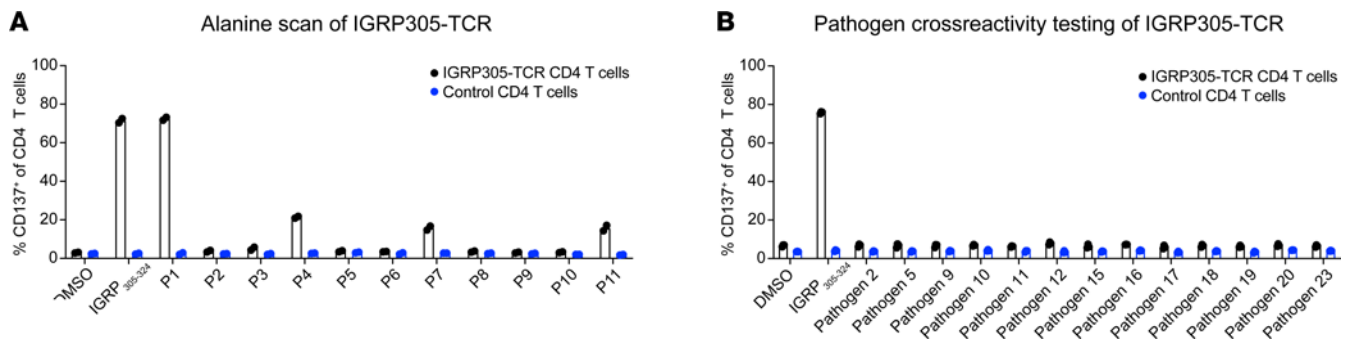 A
Alanine scan of IGRP305-TCR
% CD137+ of CD4 T cells
100
80
60
40
20
0
IGRP305-TCR CD4 T cells
Control CD4 T cells
DMSO
IGRP 305-324
P1
P2
P3
P4
P5
P6
P7
P8
P9
P10
P11
B
Pathogen crossreactivity testing of IGRP305-TCR
% CD137+ of CD4 T cells
100
80
60
40
20
0
IGRP305-TCR CD4 T cells
Control CD4 T cells
DMSO
IGRP 305-324
Pathogen 2
Pathogen 5
Pathogen 9
Pathogen 10
Pathogen 11
Pathogen 12
Pathogen 15
Pathogen 16
Pathogen 17
Pathogen 18
Pathogen 19
Pathogen 20
Pathogen 23